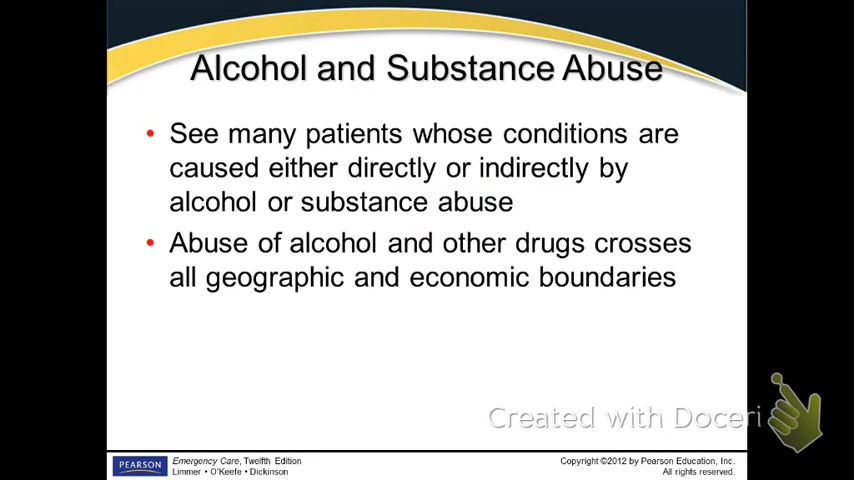 Alcohol and Substance Abuse
• See many patients whose conditions are
caused either directly or indirectly by
alcohol or substance abuse
• Abuse of alcohol and other drugs crosses
all geographic and economic boundaries
Created with Doceri
PEARSON
Emergency Care, Twelfth Edition
Limmer • O'Keefe • Dickinson
Copyright ©2012 by Pearson Education, Inc.
All rights reserved.